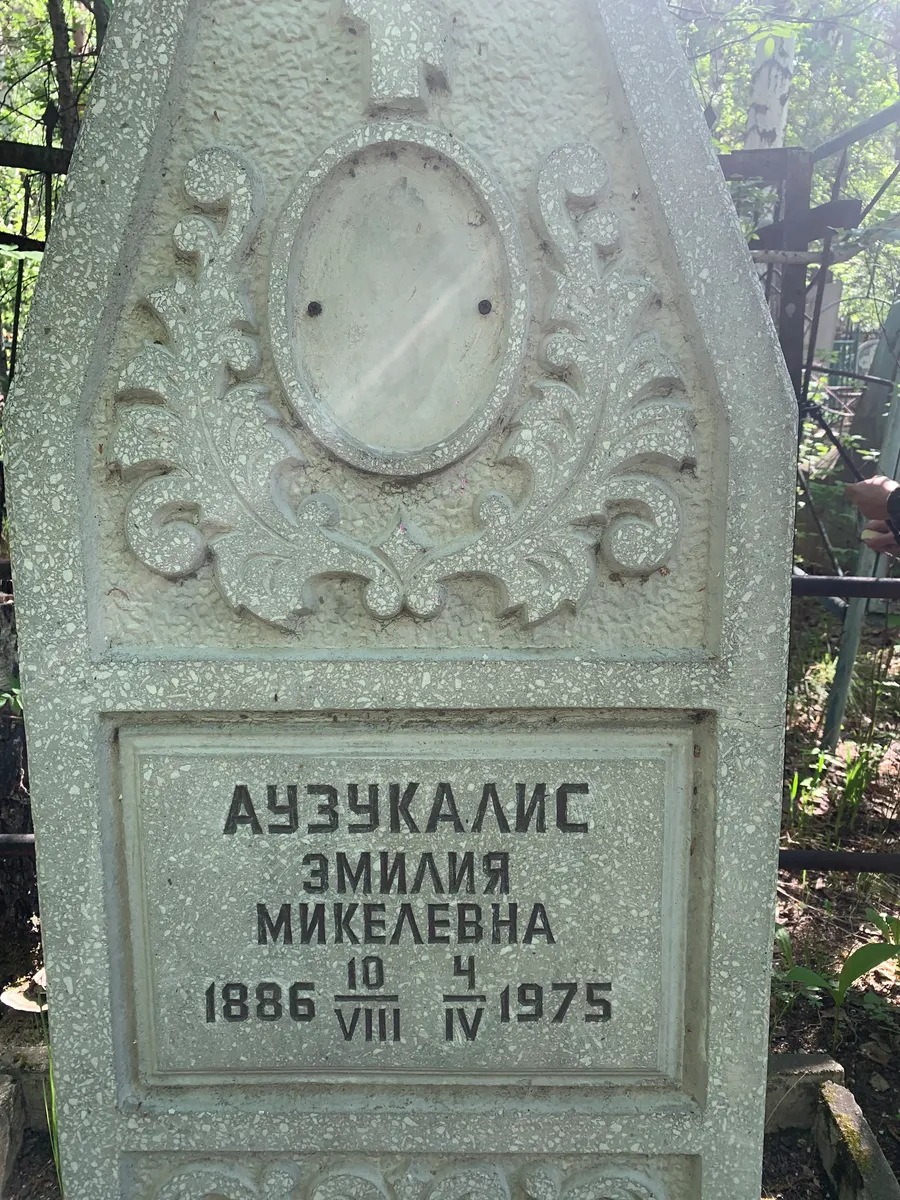 АУЗУКАЛИС
ЭМИЛИЯ
МИКЕЛЕВНА
1886 10/VIII 4/IV 1975